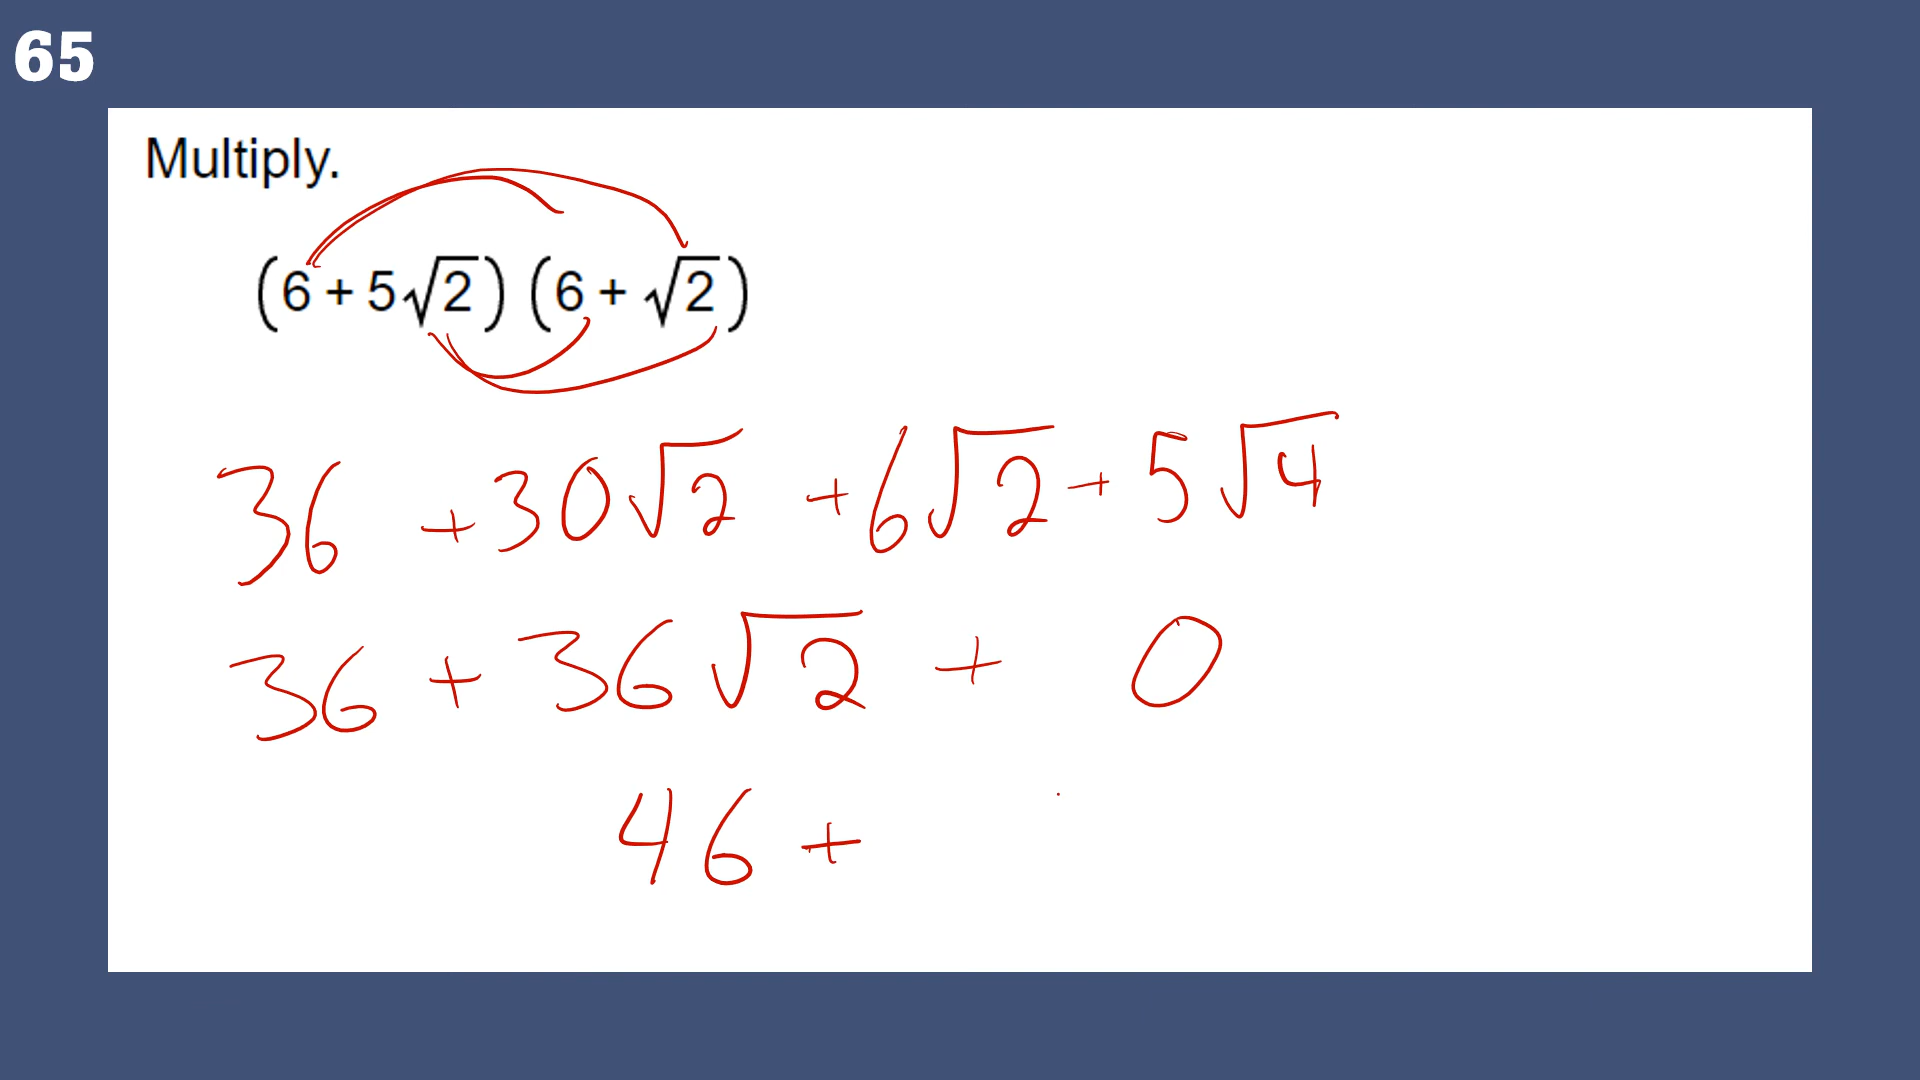 65
Multiply.
(6 + 5√2) (6 + √2)
36 + 30√2 + 6√2 + 5√4
36 + 36√2 + 0
46 +